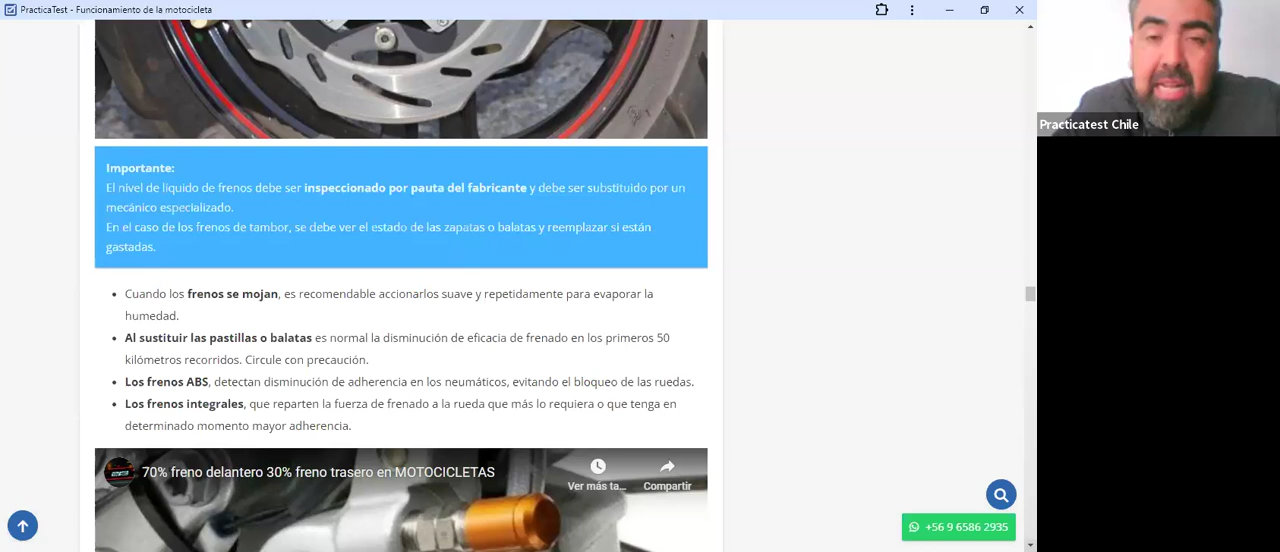 PracticaTest - Funcionamiento de la motocicleta
Practicatest Chile
Importante:
El nivel de líquido de frenos debe ser inspeccionado por pauta del fabricante y debe ser substituido por un
mecánico especializado.
En el caso de los frenos de tambor, se debe ver el estado de las zapatas o balatas y reemplazar si están
gastadas.
Cuando los frenos se mojan, es recomendable accionarlos suave y repetidamente para evaporar la
humedad.
Al sustituir las pastillas o balatas es normal la disminución de eficacia de frenado en los primeros 50
kilómetros recorridos. Circule con precaución.
Los frenos ABS, detectan disminución de adherencia en los neumáticos, evitando el bloqueo de las ruedas.
Los frenos integrales, que reparten la fuerza de frenado a la rueda que más lo requiera o que tenga en
determinado momento mayor adherencia.
70% freno delantero 30% freno trasero en MOTOCICLETAS
Ver más ta...
Compartir
+56 9 6586 2935